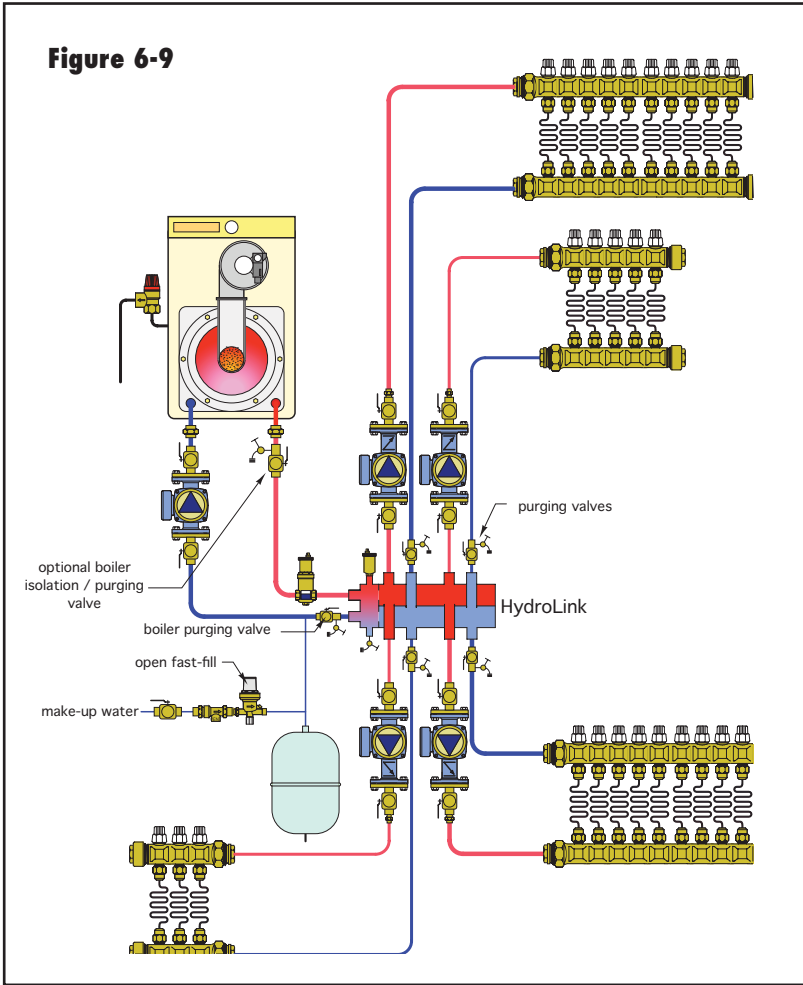 Figure 6-9
purging valves
optional boiler
isolation / purging
valve
HydroLink
boiler purging valve
open fast-fill
make-up water